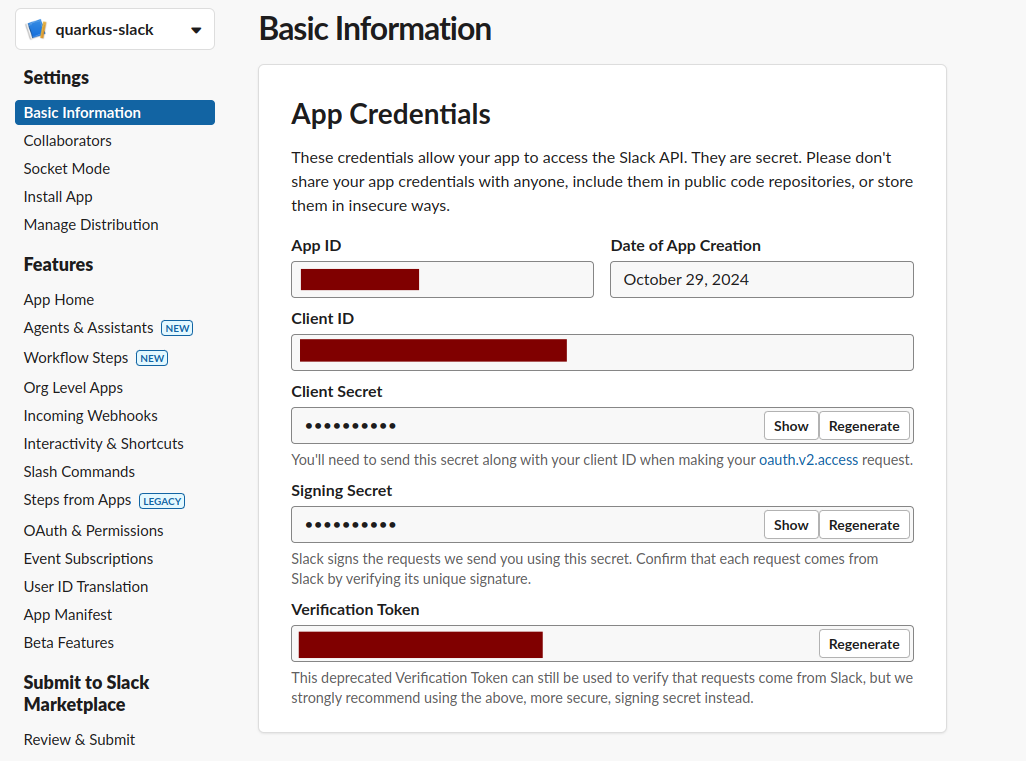 quarkus-slack
Settings
Basic Information
Collaborators
Socket Mode
Install App
Manage Distribution
Features
App Home
Agents & Assistants NEW
Workflow Steps NEW
Org Level Apps
Incoming Webhooks
Interactivity & Shortcuts
Slash Commands
Steps from Apps LEGACY
OAuth & Permissions
Event Subscriptions
User ID Translation
App Manifest
Beta Features
Submit to Slack
Marketplace
Review & Submit
Basic Information
App Credentials
These credentials allow your app to access the Slack API. They are secret. Please don't
share your app credentials with anyone, include them in public code repositories, or store
them in insecure ways.
App ID
Date of App Creation
October 29, 2024
Client ID
Client Secret
•••••••••• Show Regenerate
You'll need to send this secret along with your client ID when making your oauth.v2.access request.
Signing Secret
•••••••••• Show Regenerate
Slack signs the requests we send you using this secret. Confirm that each request comes from
Slack by verifying its unique signature.
Verification Token
Regenerate
This deprecated Verification Token can still be used to verify that requests come from Slack, but we
strongly recommend using the above, more secure, signing secret instead.